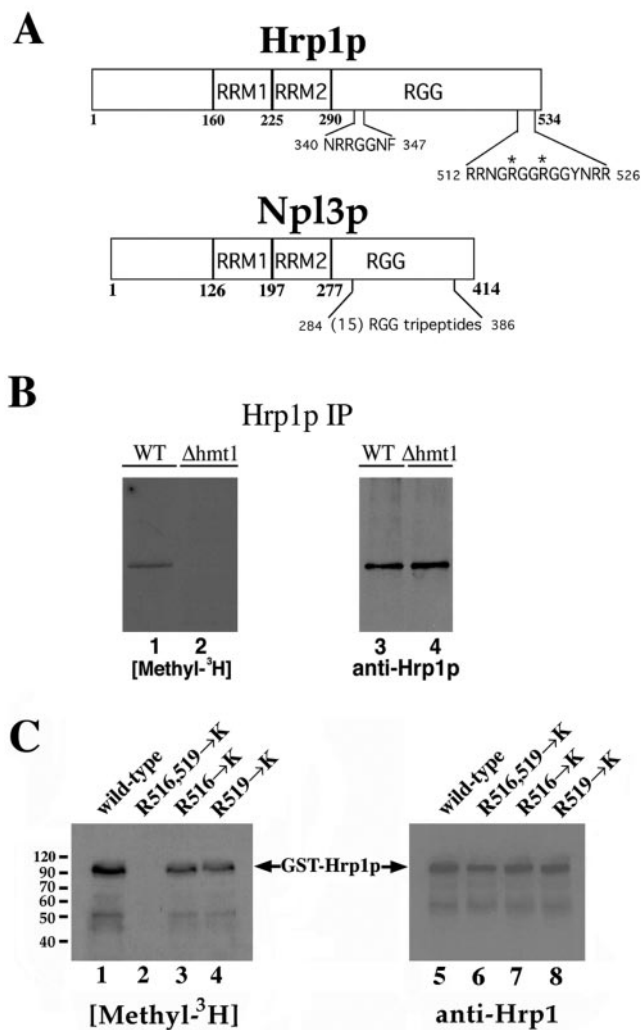 A
Hrp1p
RRM1 RRM2 RGG
1 160 225 290 534
340 NRRGGNF 347
* *
512 RRNGRGGRGGYNRR 526
Npl3p
RRM1 RRM2 RGG
1 126 197 277 414
284 (15) RGG tripeptides 386
B
Hrp1p IP
WT Δhmt1 WT Δhmt1
1 2 3 4
[Methyl-³H] anti-Hrp1p
C
wild-type R516,519→K R516→K R519→K wild-type R516,519→K R516→K R519→K
120
90
70
60
50
40
GST-Hrp1p
1 2 3 4 5 6 7 8
[Methyl-³H] anti-Hrp1